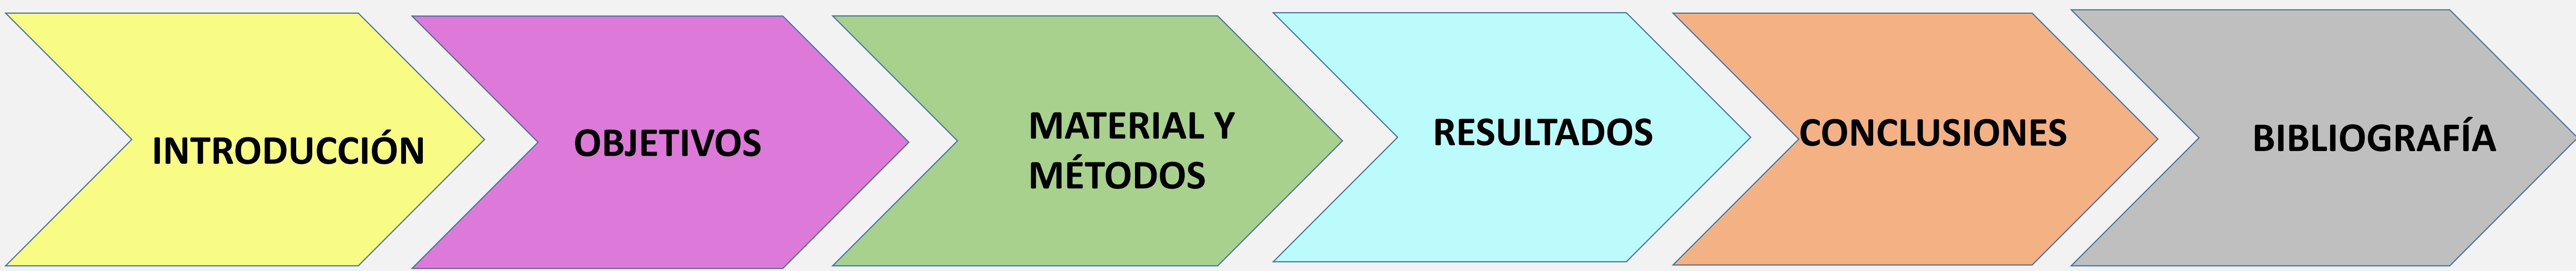 INTRODUCCIÓN
OBJETIVOS
MATERIAL Y
MÉTODOS
RESULTADOS
CONCLUSIONES
BIBLIOGRAFÍA